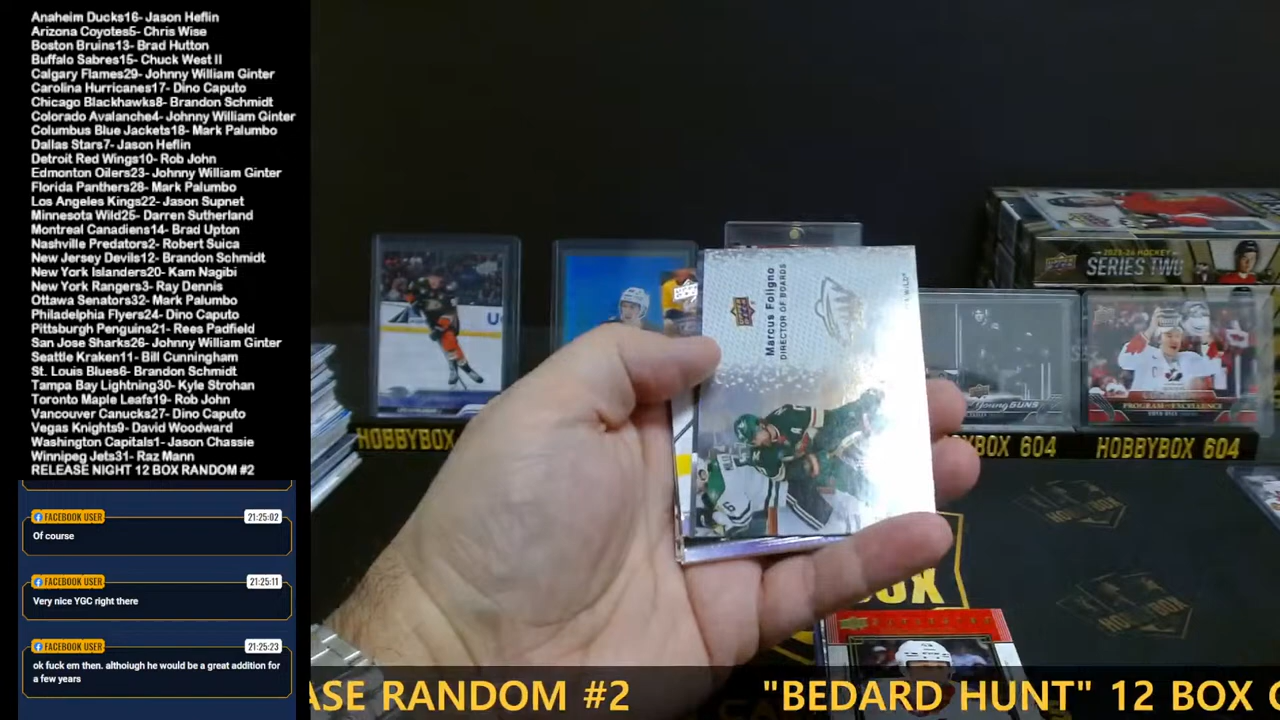 Anaheim Ducks16- Jason Heflin
Arizona Coyotes5- Chris Wise
Boston Bruins13- Brad Hutton
Buffalo Sabres15- Chuck West II
Calgary Flames29- Johnny William Ginter
Carolina Hurricanes17- Dino Caputo
Chicago Blackhawks8- Brandon Schmidt
Colorado Avalanche4- Johnny William Ginter
Columbus Blue Jackets18- Mark Palumbo
Dallas Stars7- Jason Heflin
Detroit Red Wings10- Rob John
Edmonton Oilers23- Johnny William Ginter
Florida Panthers28- Mark Palumbo
Los Angeles Kings22- Jason Supnet
Minnesota Wild25- Darren Sutherland
Montreal Canadiens14- Brad Upton
Nashville Predators2- Robert Suica
New Jersey Devils12- Brandon Schmidt
New York Islanders20- Kam Nagibi
New York Rangers3- Ray Dennis
Ottawa Senators32- Mark Palumbo
Philadelphia Flyers24- Dino Caputo
Pittsburgh Penguins21- Rees Padfield
San Jose Sharks26- Johnny William Ginter
Seattle Kraken11- Bill Cunningham
St. Louis Blues6- Brandon Schmidt
Tampa Bay Lightning30- Kyle Strohan
Toronto Maple Leafs19- Rob John
Vancouver Canucks27- Dino Caputo
Vegas Knights9- David Woodward
Washington Capitals1- Jason Chassie
Winnipeg Jets31- Raz Mann
RELEASE NIGHT 12 BOX RANDOM #2
FACEBOOK USER 21:25:02
Of course
FACEBOOK USER 21:25:11
Very nice YGC right there
FACEBOOK USER 21:25:23
ok fuck em then. althoiugh he would be a great addition for
a few years
Marcus Foligno
DIRECTOR OF BOARDS
SERIES TWO
Young GUNS
PROGRAM OF EXCELLENCE
HOBBYBOX
604
HOBBYBOX 604
BOX
ASE RANDOM #2 "BEDARD HUNT" 12 BOX